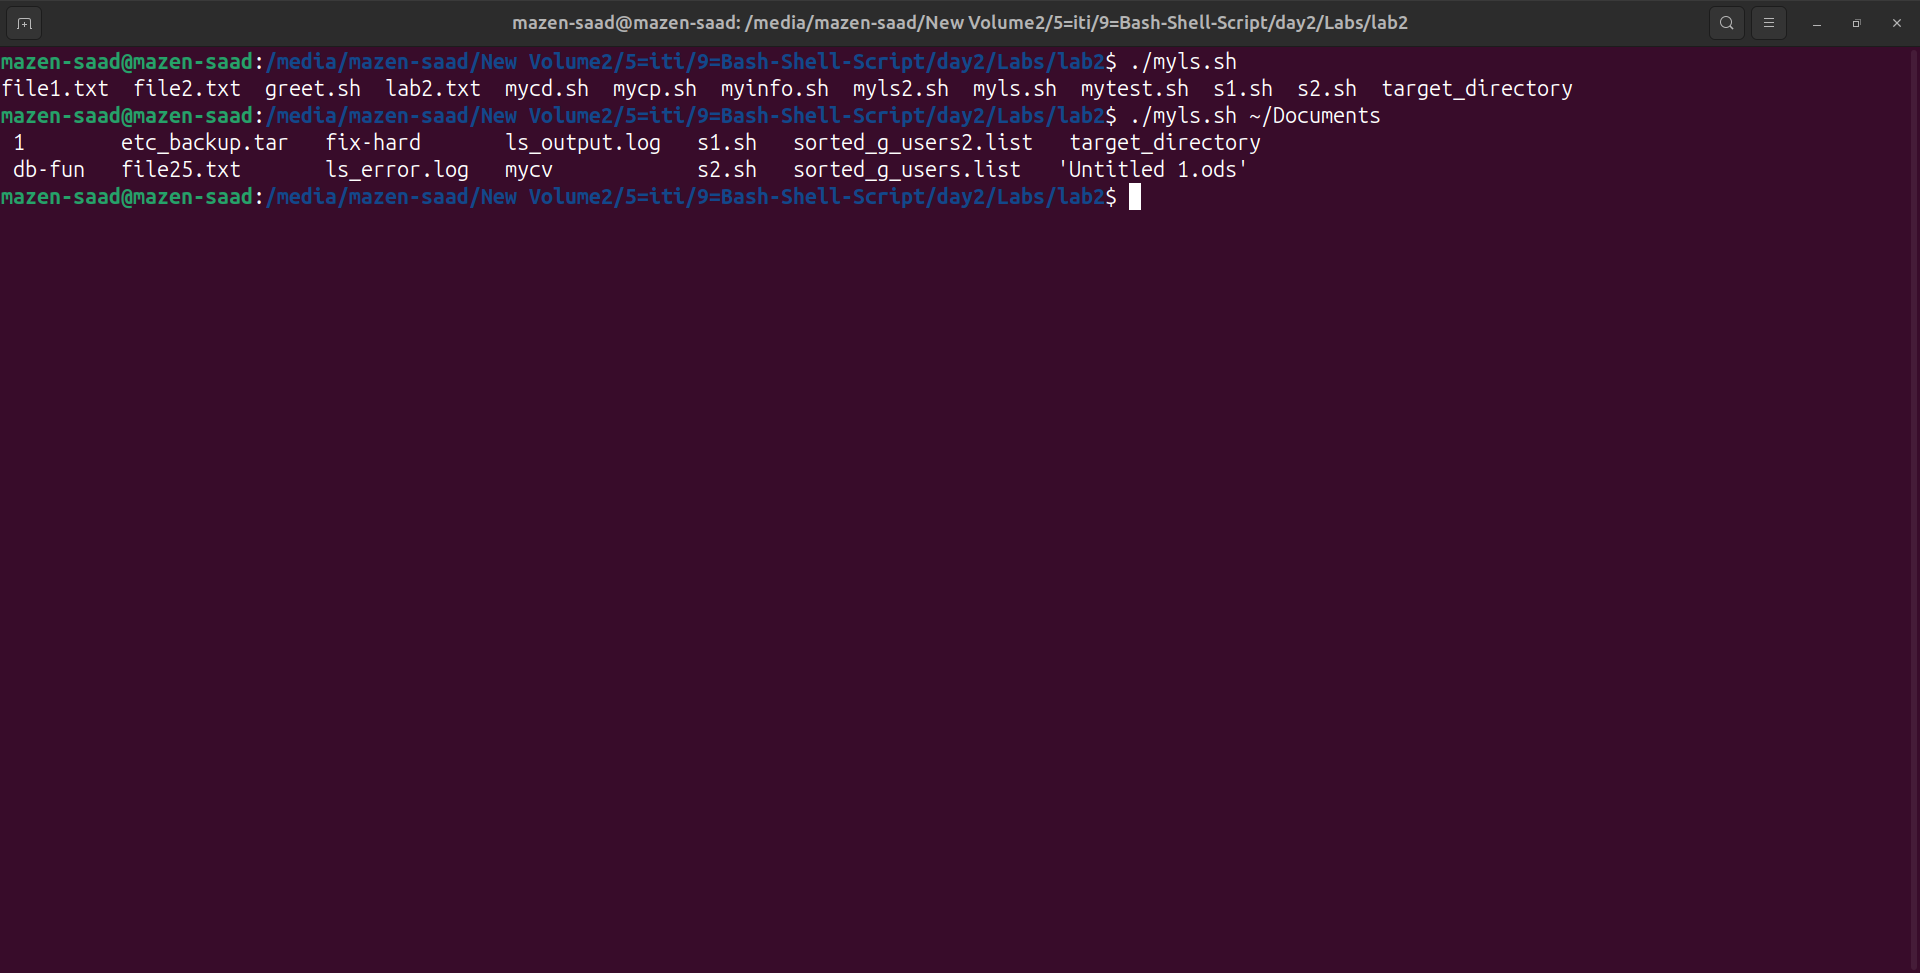 mazen-saad@mazen-saad: /media/mazen-saad/New Volume2/5=iti/9=Bash-Shell-Script/day2/Labs/lab2
mazen-saad@mazen-saad:/media/mazen-saad/New Volume2/5=iti/9=Bash-Shell-Script/day2/Labs/lab2$ ./myls.sh
file1.txt  file2.txt  greet.sh  lab2.txt  mycd.sh  mycp.sh  myinfo.sh  myls2.sh  myls.sh  mytest.sh  s1.sh  s2.sh  target_directory
mazen-saad@mazen-saad:/media/mazen-saad/New Volume2/5=iti/9=Bash-Shell-Script/day2/Labs/lab2$ ./myls.sh ~/Documents
 1        etc_backup.tar   fix-hard       ls_output.log   s1.sh   sorted_g_users2.list   target_directory
 db-fun   file25.txt       ls_error.log   mycv            s2.sh   sorted_g_users.list   'Untitled 1.ods'
mazen-saad@mazen-saad:/media/mazen-saad/New Volume2/5=iti/9=Bash-Shell-Script/day2/Labs/lab2$